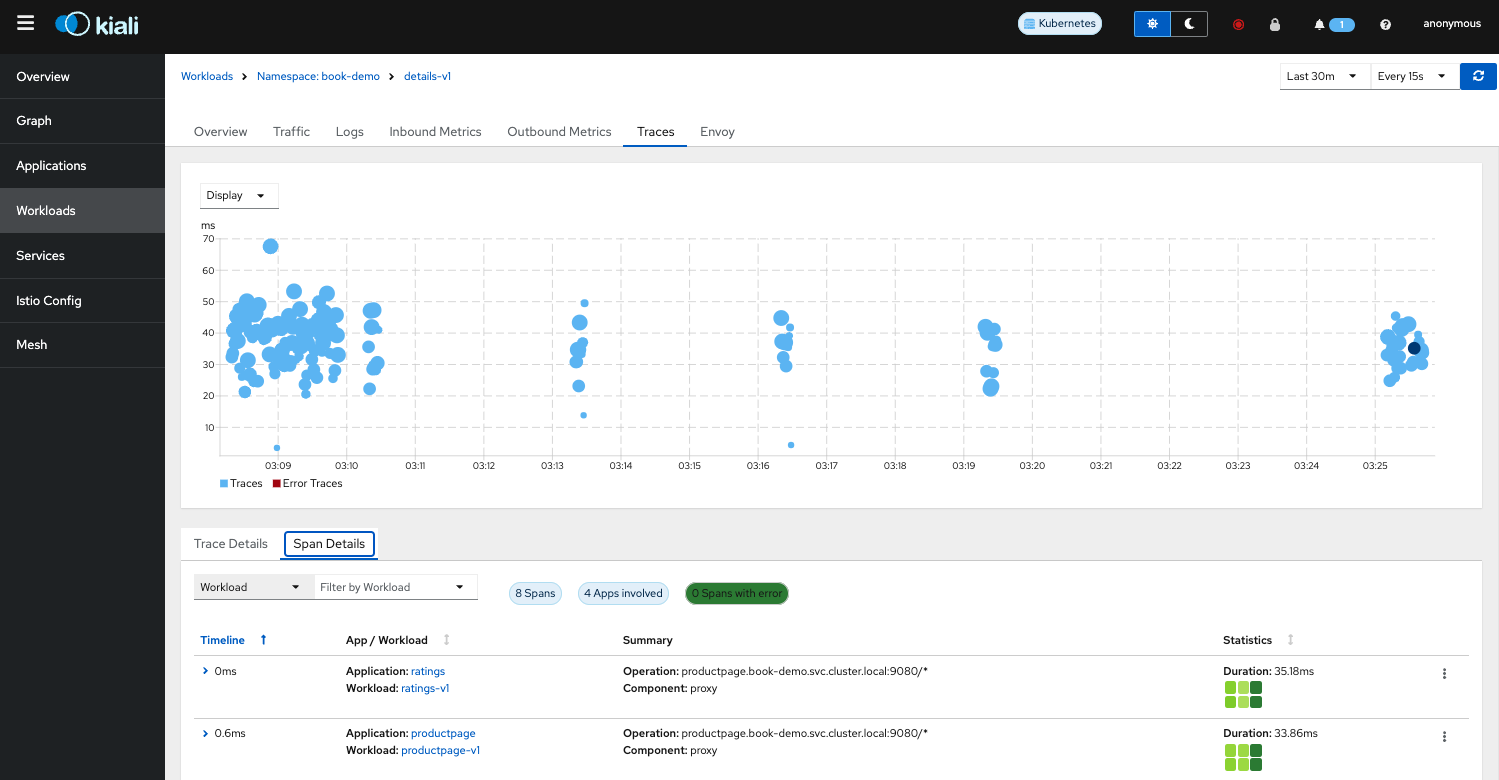 kiali
Kubernetes
1
anonymous
Overview
Graph
Applications
Workloads
Services
Istio Config
Mesh
Workloads > Namespace: book-demo > details-v1
Last 30m
Every 15s
Overview Traffic Logs Inbound Metrics Outbound Metrics Traces Envoy
Display
ms
70
60
50
40
30
20
10
03:09 03:10 03:11 03:12 03:13 03:14 03:15 03:16 03:17 03:18 03:19 03:20 03:21 03:22 03:23 03:24 03:25
Traces Error Traces
Trace Details Span Details
Workload Filter by Workload 8 Spans 4 Apps involved 0 Spans with error
Timeline App / Workload Summary Statistics
0ms Application: ratings Operation: productpage.book-demo.svc.cluster.local:9080/* Duration: 35.18ms
Workload: ratings-v1 Component: proxy
0.6ms Application: productpage Operation: productpage.book-demo.svc.cluster.local:9080/* Duration: 33.86ms
Workload: productpage-v1 Component: proxy